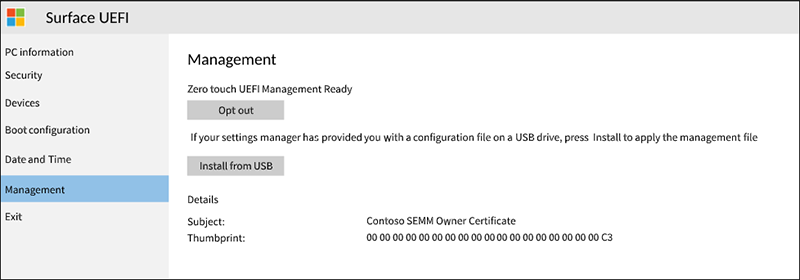 Surface UEFI
PC information
Security
Devices
Boot configuration
Date and Time
Management
Exit
Management
Zero touch UEFI Management Ready
Opt out
If your settings manager has provided you with a configuration file on a USB drive, press Install to apply the management file
Install from USB
Details
Subject: Contoso SEMM Owner Certificate
Thumbprint: 00 00 00 00 00 00 00 00 00 00 00 00 00 00 00 00 00 00 C3